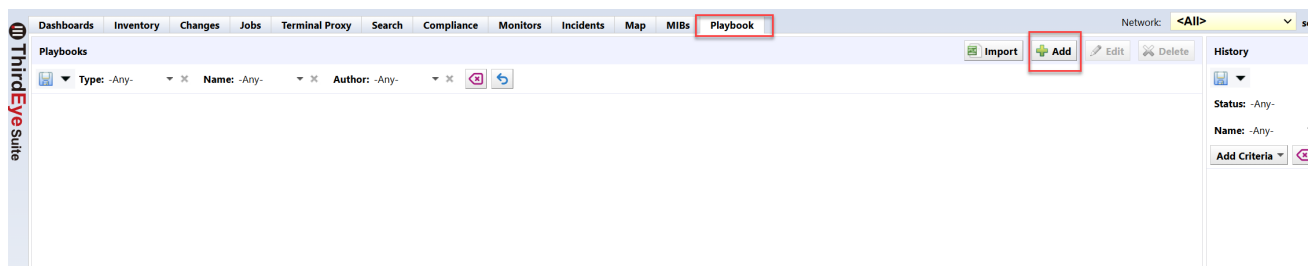 Dashboards Inventory Changes Jobs Terminal Proxy Search Compliance Monitors Incidents Map MIBs Playbook Network: <All>
Playbooks Import Add Edit Delete History
Type: -Any- Name: -Any- Author: -Any-
Status: -Any-
Name: -Any-
Add Criteria
ThirdEye Suite